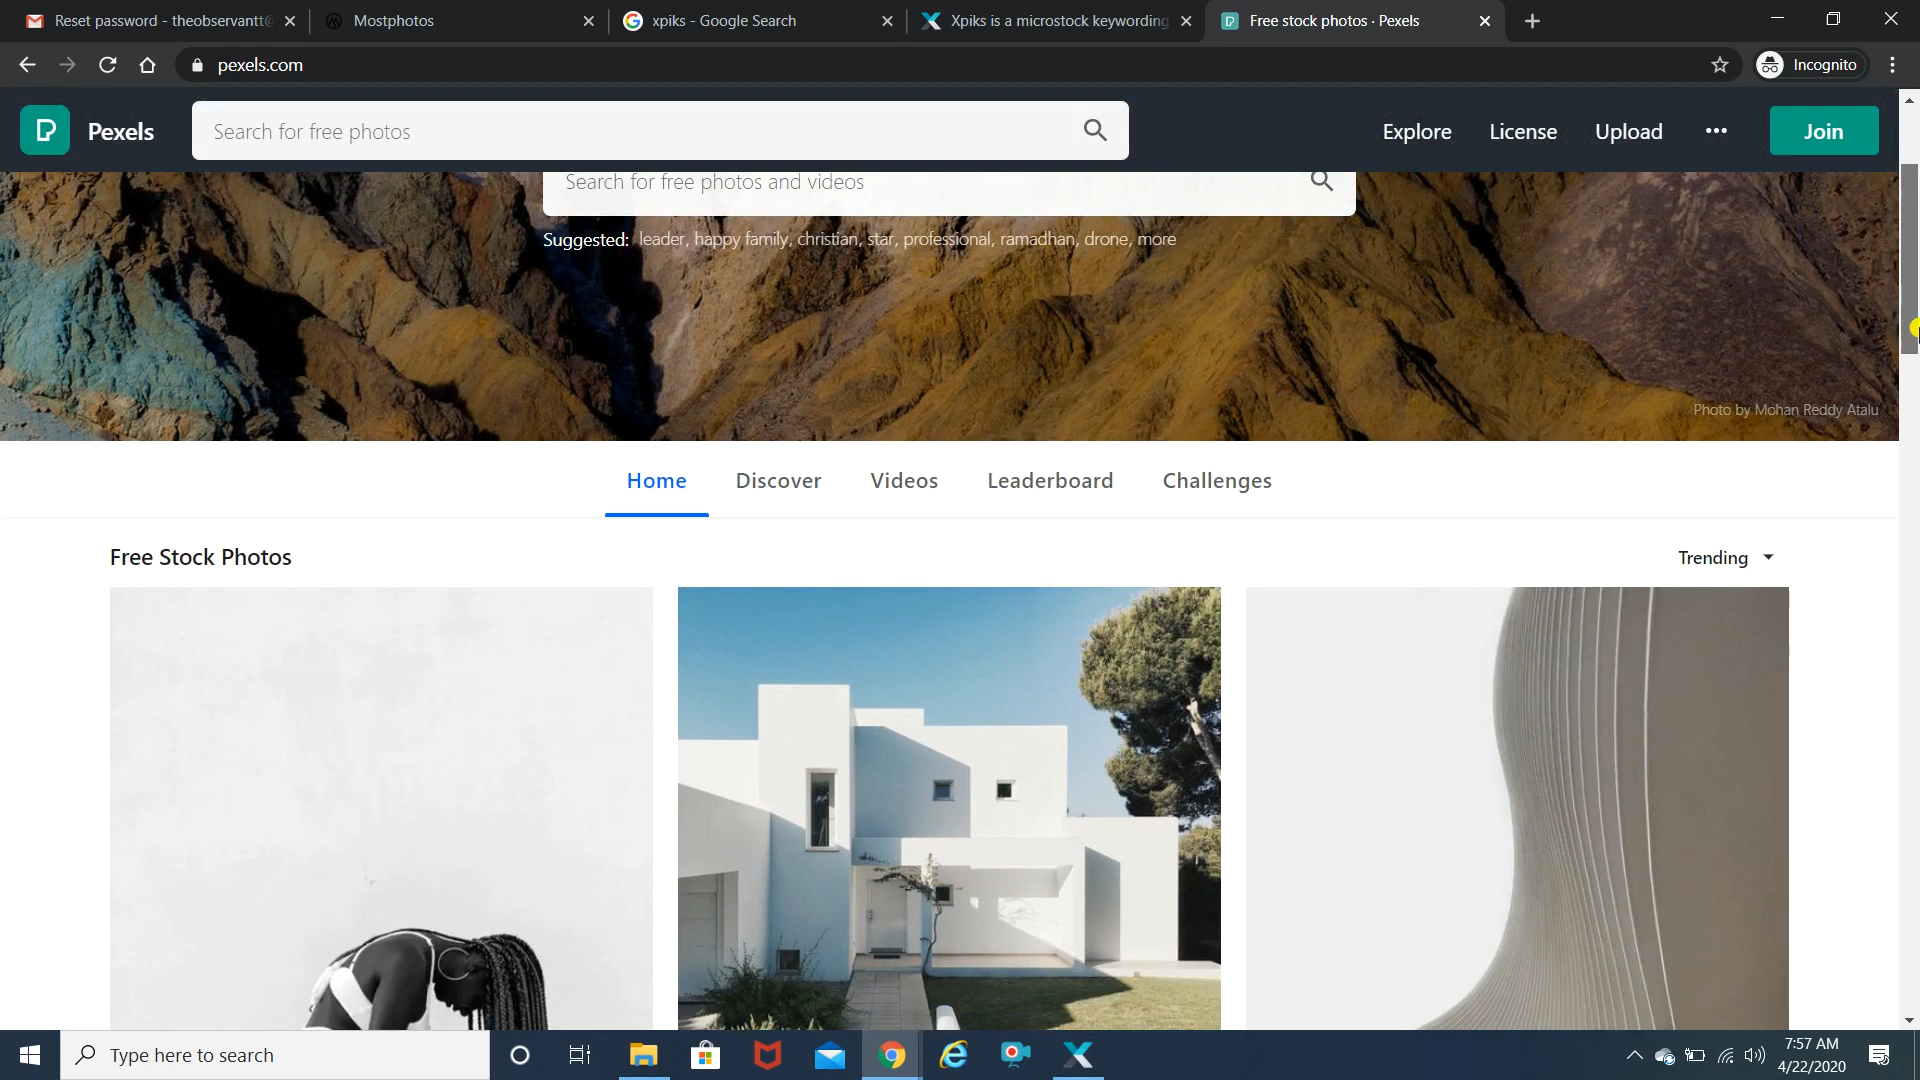 Reset password - theobservantt@
Mostphotos
xpiks - Google Search
Xpiks is a microstock keywording
Free stock photos · Pexels
pexels.com
Incognito
Pexels
Search for free photos
Explore
License
Upload
Join
Search for free photos and videos
Suggested: leader, happy family, christian, star, professional, ramadhan, drone, more
Photo by Mohan Reddy Atalu
Home
Discover
Videos
Leaderboard
Challenges
Free Stock Photos
Trending
Type here to search
7:57 AM
4/22/2020